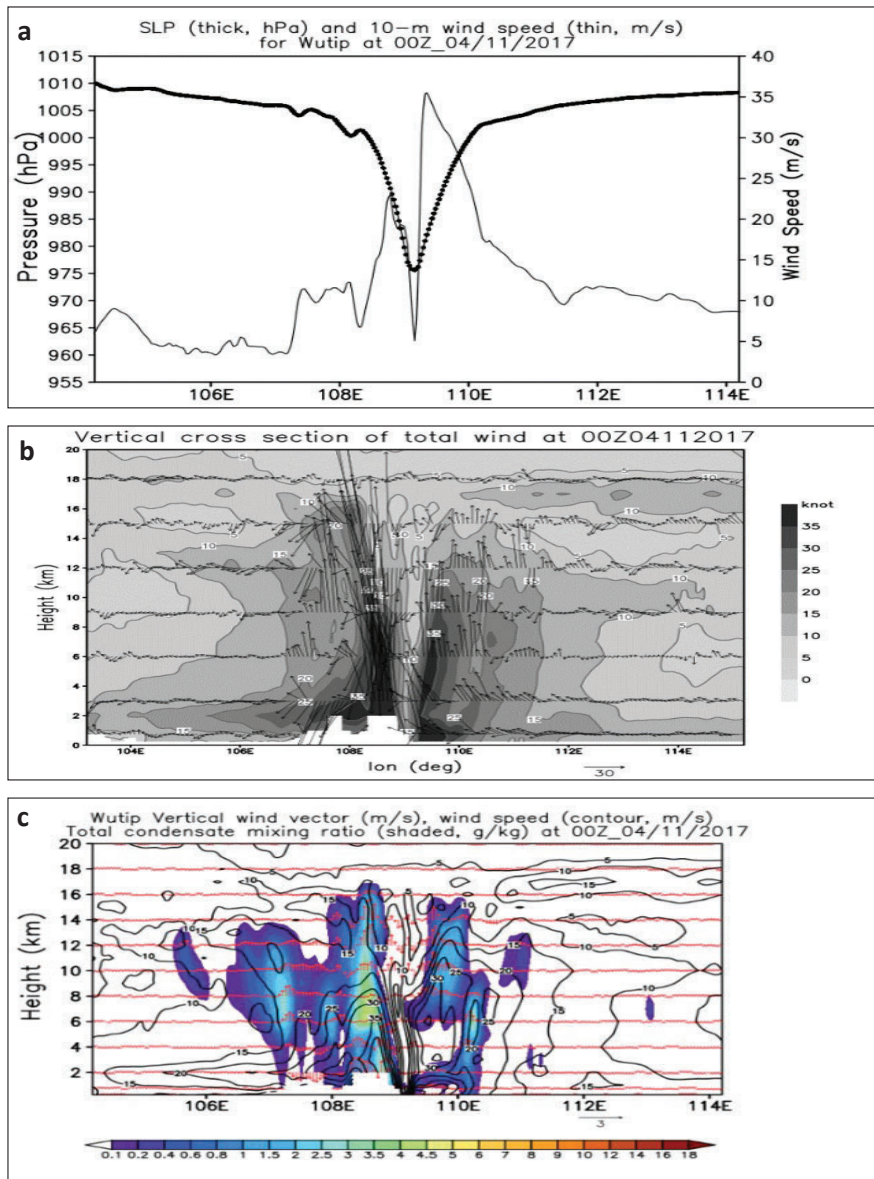 a
SLP (thick, hPa) and 10-m wind speed (thin, m/s)
for Wutip at 00Z_04/11/2017
1015
1010
1005
1000
995
990
985
980
975
970
965
960
955
Pressure (hPa)
40
35
30
25
20
15
10
5
0
Wind Speed (m/s)
106E 108E 110E 112E 114E
b
Vertical cross section of total wind at 00Z04112017
20
18
16
14
12
10
8
6
4
2
0
Height (km)
104E 106E 108E 110E 112E 114E
lon (deg)
30
knot
35
30
25
20
15
10
5
0
c
Wutip Vertical wind vector (m/s), wind speed (contour, m/s)
Total condensate mixing ratio (shaded, g/kg) at 00Z_04/11/2017
20
18
16
14
12
10
8
6
4
2
Height (km)
106E 108E 110E 112E 114E
3
0.1 0.2 0.4 0.6 0.8 1 1.5 2 2.5 3 3.5 4 4.5 5 6 7 8 9 10 12 14 16 18